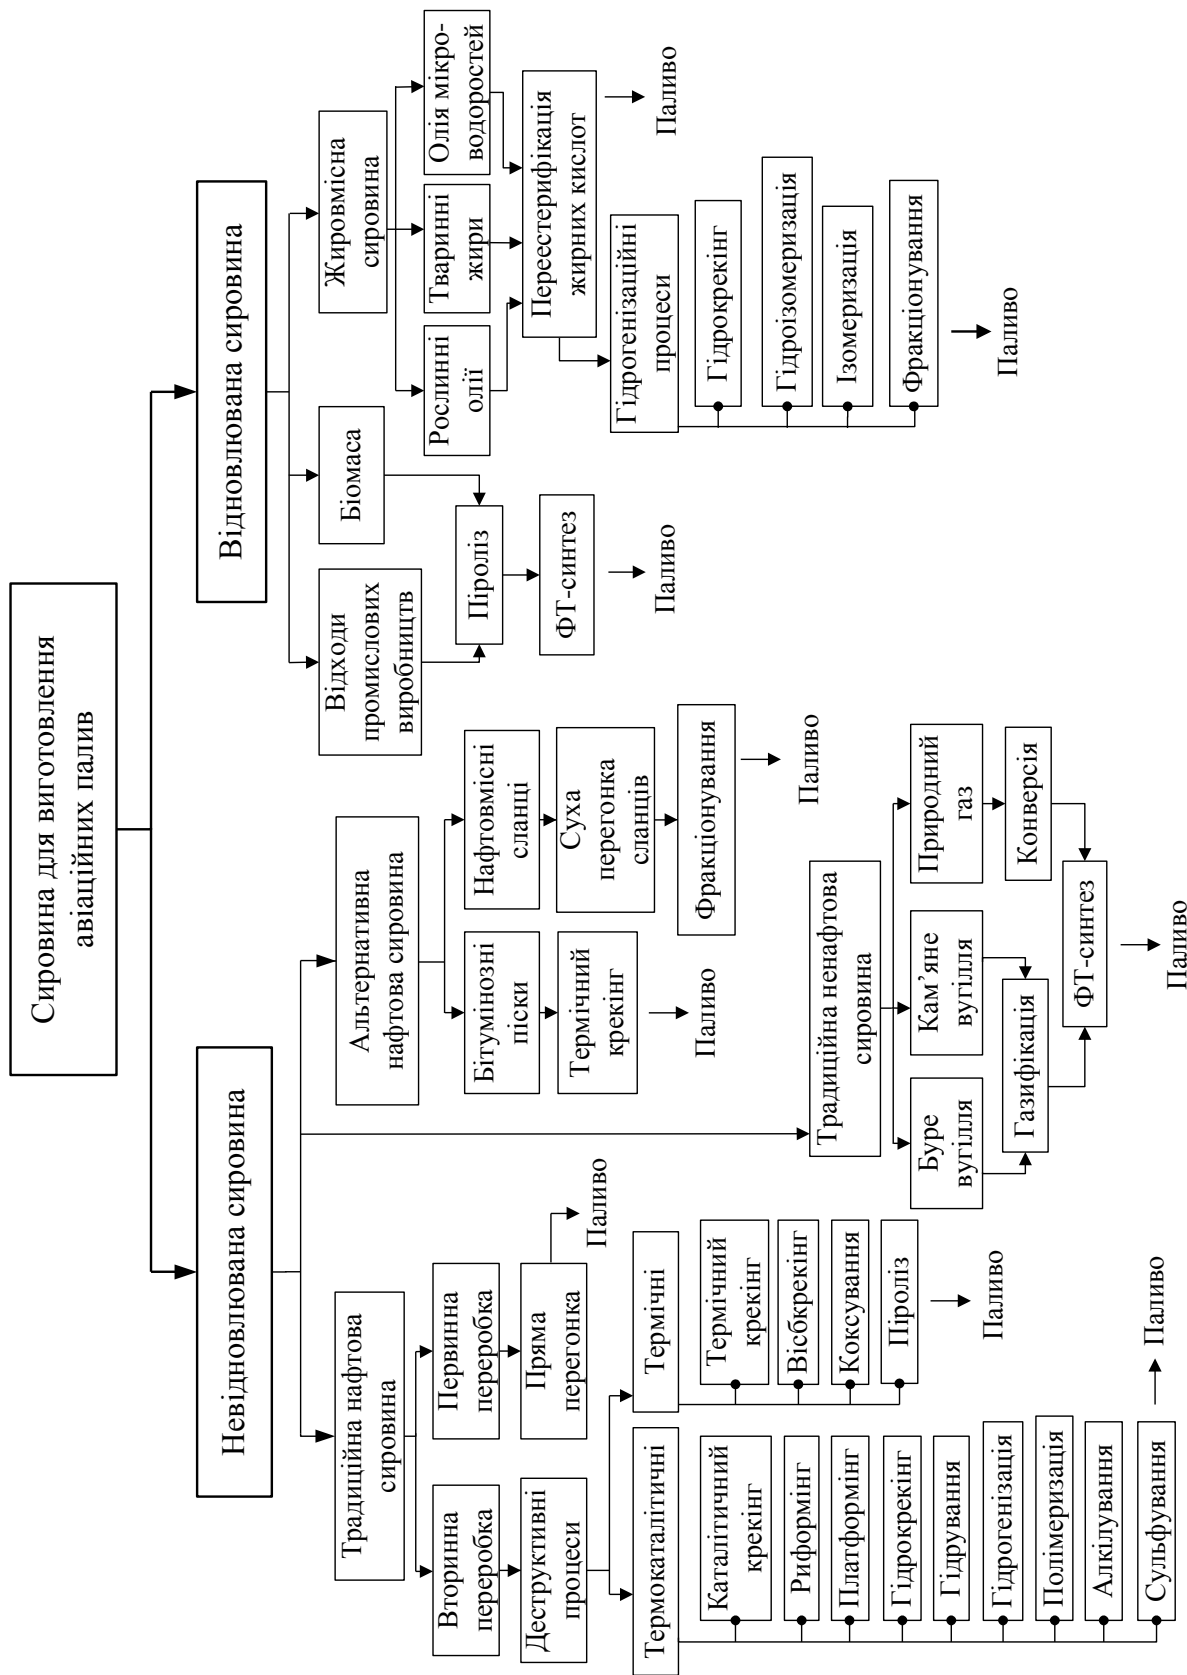 Сировина для виготовлення
авіаційних палив
Невідновлювана сировина
Відновлювана сировина
Традиційна нафтова
сировина
Альтернативна
нафтова сировина
Відходи
промислових
виробництв
Біомаса
Жировмісна
сировина
Вторинна
переробка
Первинна
переробка
Бітумінозні
піски
Нафтовмісні
сланці
Піроліз
Рослинні
олії
Тваринні
жири
Олія мікро-
водоростей
Деструктивні
процеси
Пряма
перегонка
Термічний
крекінг
Суха
перегонка
сланців
ФТ-синтез
Переестерифікація
жирних кислот
Паливо
Термокаталітичні
Термічні
Паливо
Фракціонування
Паливо
Гідрогенізаційні
процеси
Паливо
Каталітичний
крекінг
Риформінг
Платформінг
Гідрокрекінг
Гідрування
Гідрогенізація
Полімеризація
Алкілування
Сульфування
Паливо
Термічний
крекінг
Вісбкрекінг
Коксування
Піроліз
Паливо
Паливо
Традиційна ненафтова
сировина
Буре
вугілля
Кам’яне
вугілля
Природний
газ
Газифікація
Конверсія
ФТ-синтез
Паливо
Гідрокрекінг
Гідроізомеризація
Ізомеризація
Фракціонування
Паливо